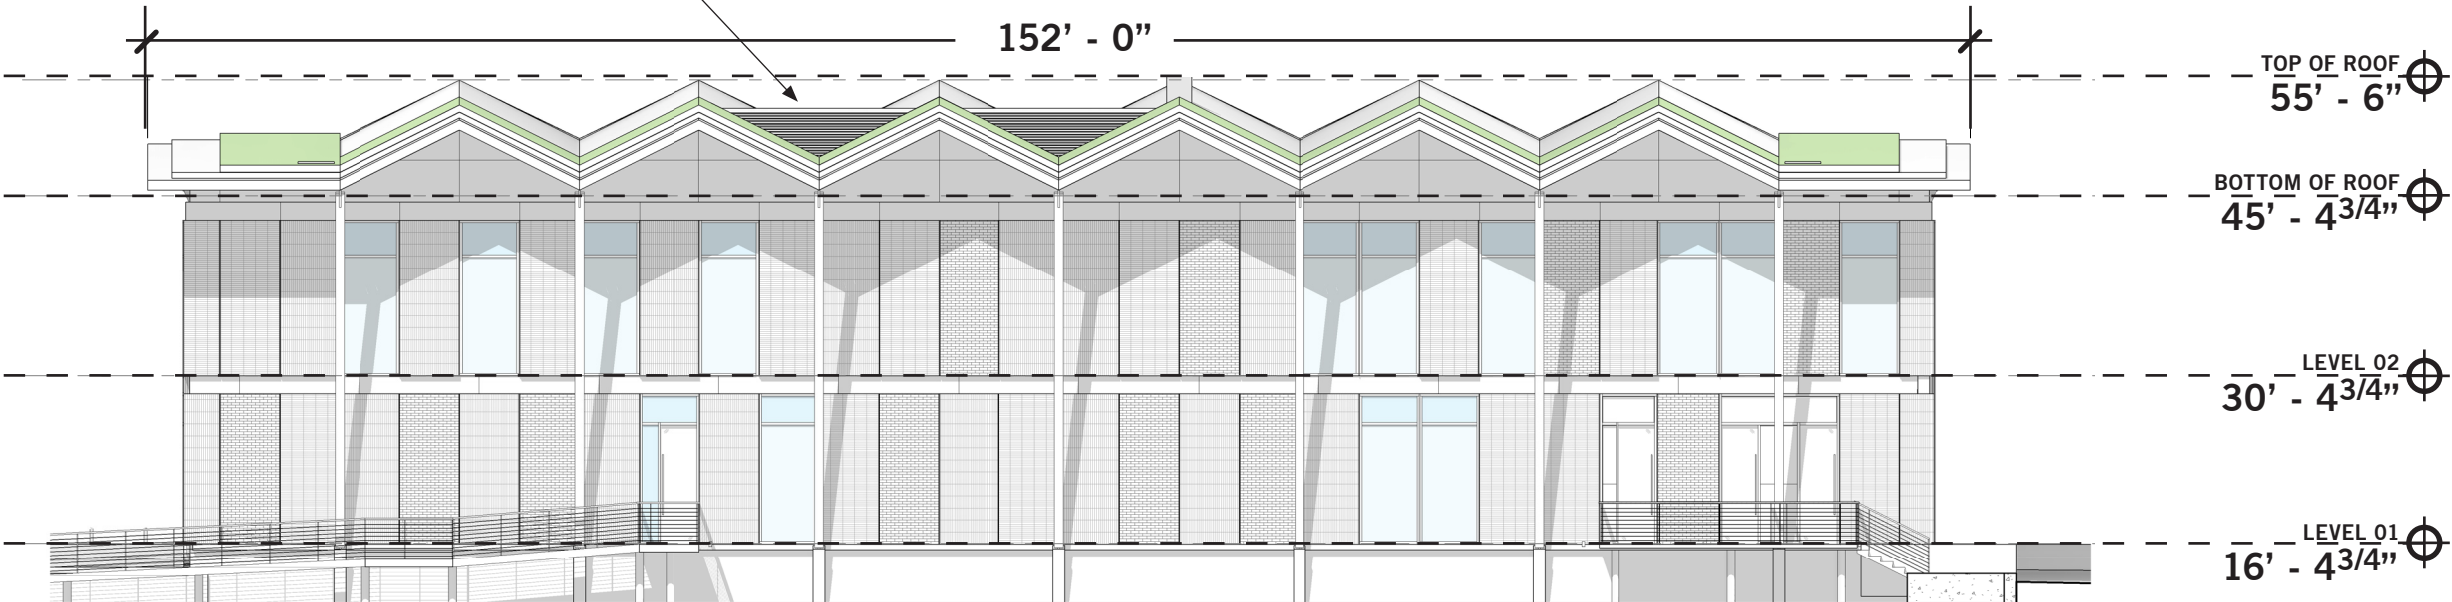 152’ - 0”
TOP OF ROOF
55’ - 6”
BOTTOM OF ROOF
45’ - 4 3/4”
LEVEL 02
30’ - 4 3/4”
LEVEL 01
16’ - 4 3/4”